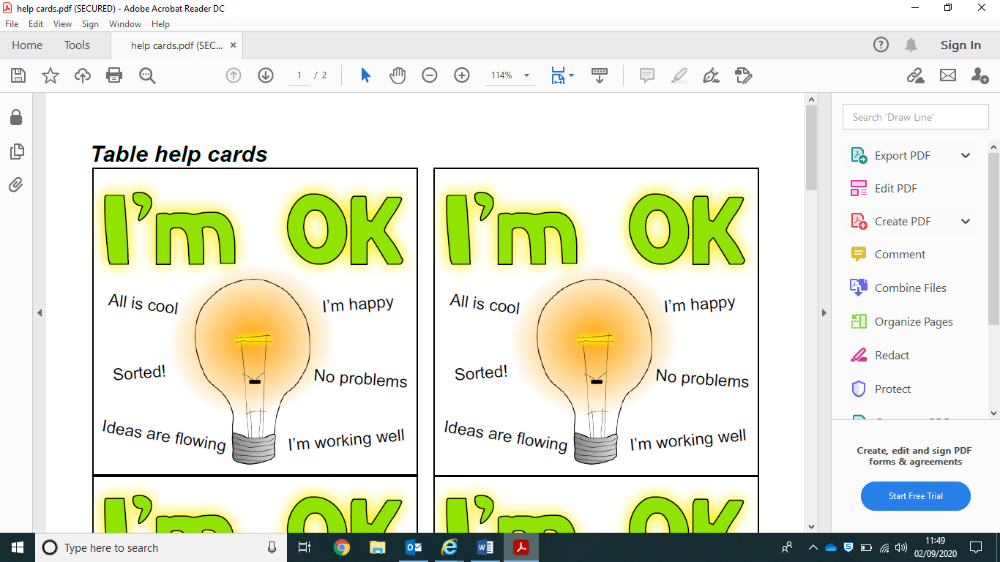 help cards.pdf (SECURED) - Adobe Acrobat Reader DC
File Edit View Sign Window Help
Home Tools help cards.pdf (SEC... Sign In
1 / 2 114%
Search 'Draw Line'
Export PDF
Edit PDF
Create PDF
Comment
Combine Files
Organize Pages
Redact
Protect
Create, edit and sign PDF
forms & agreements
Start Free Trial
Table help cards
I'm OK
All is cool I'm happy
Sorted! No problems
Ideas are flowing I'm working well
I'm OK
All is cool I'm happy
Sorted! No problems
Ideas are flowing I'm working well
I'm OK
I'm OK
Type here to search
11:49
02/09/2020